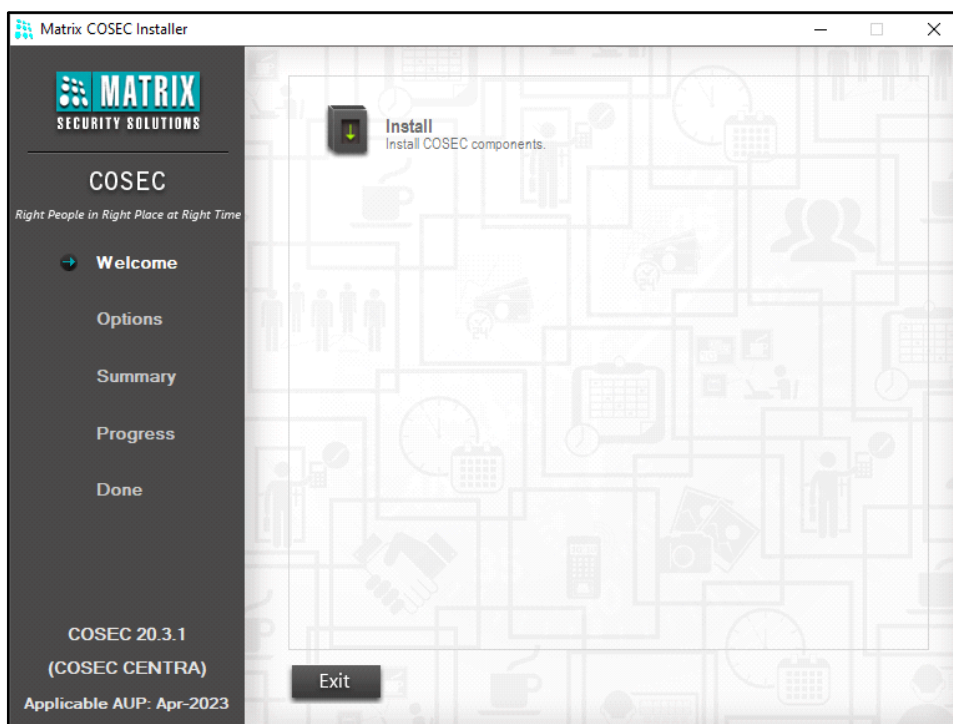 Matrix COSEC Installer
MATRIX
SECURITY SOLUTIONS
COSEC
Right People in Right Place at Right Time
Welcome
Options
Summary
Progress
Done
COSEC 20.3.1
(COSEC CENTRA)
Applicable AUP: Apr-2023
Install
Install COSEC components.
Exit